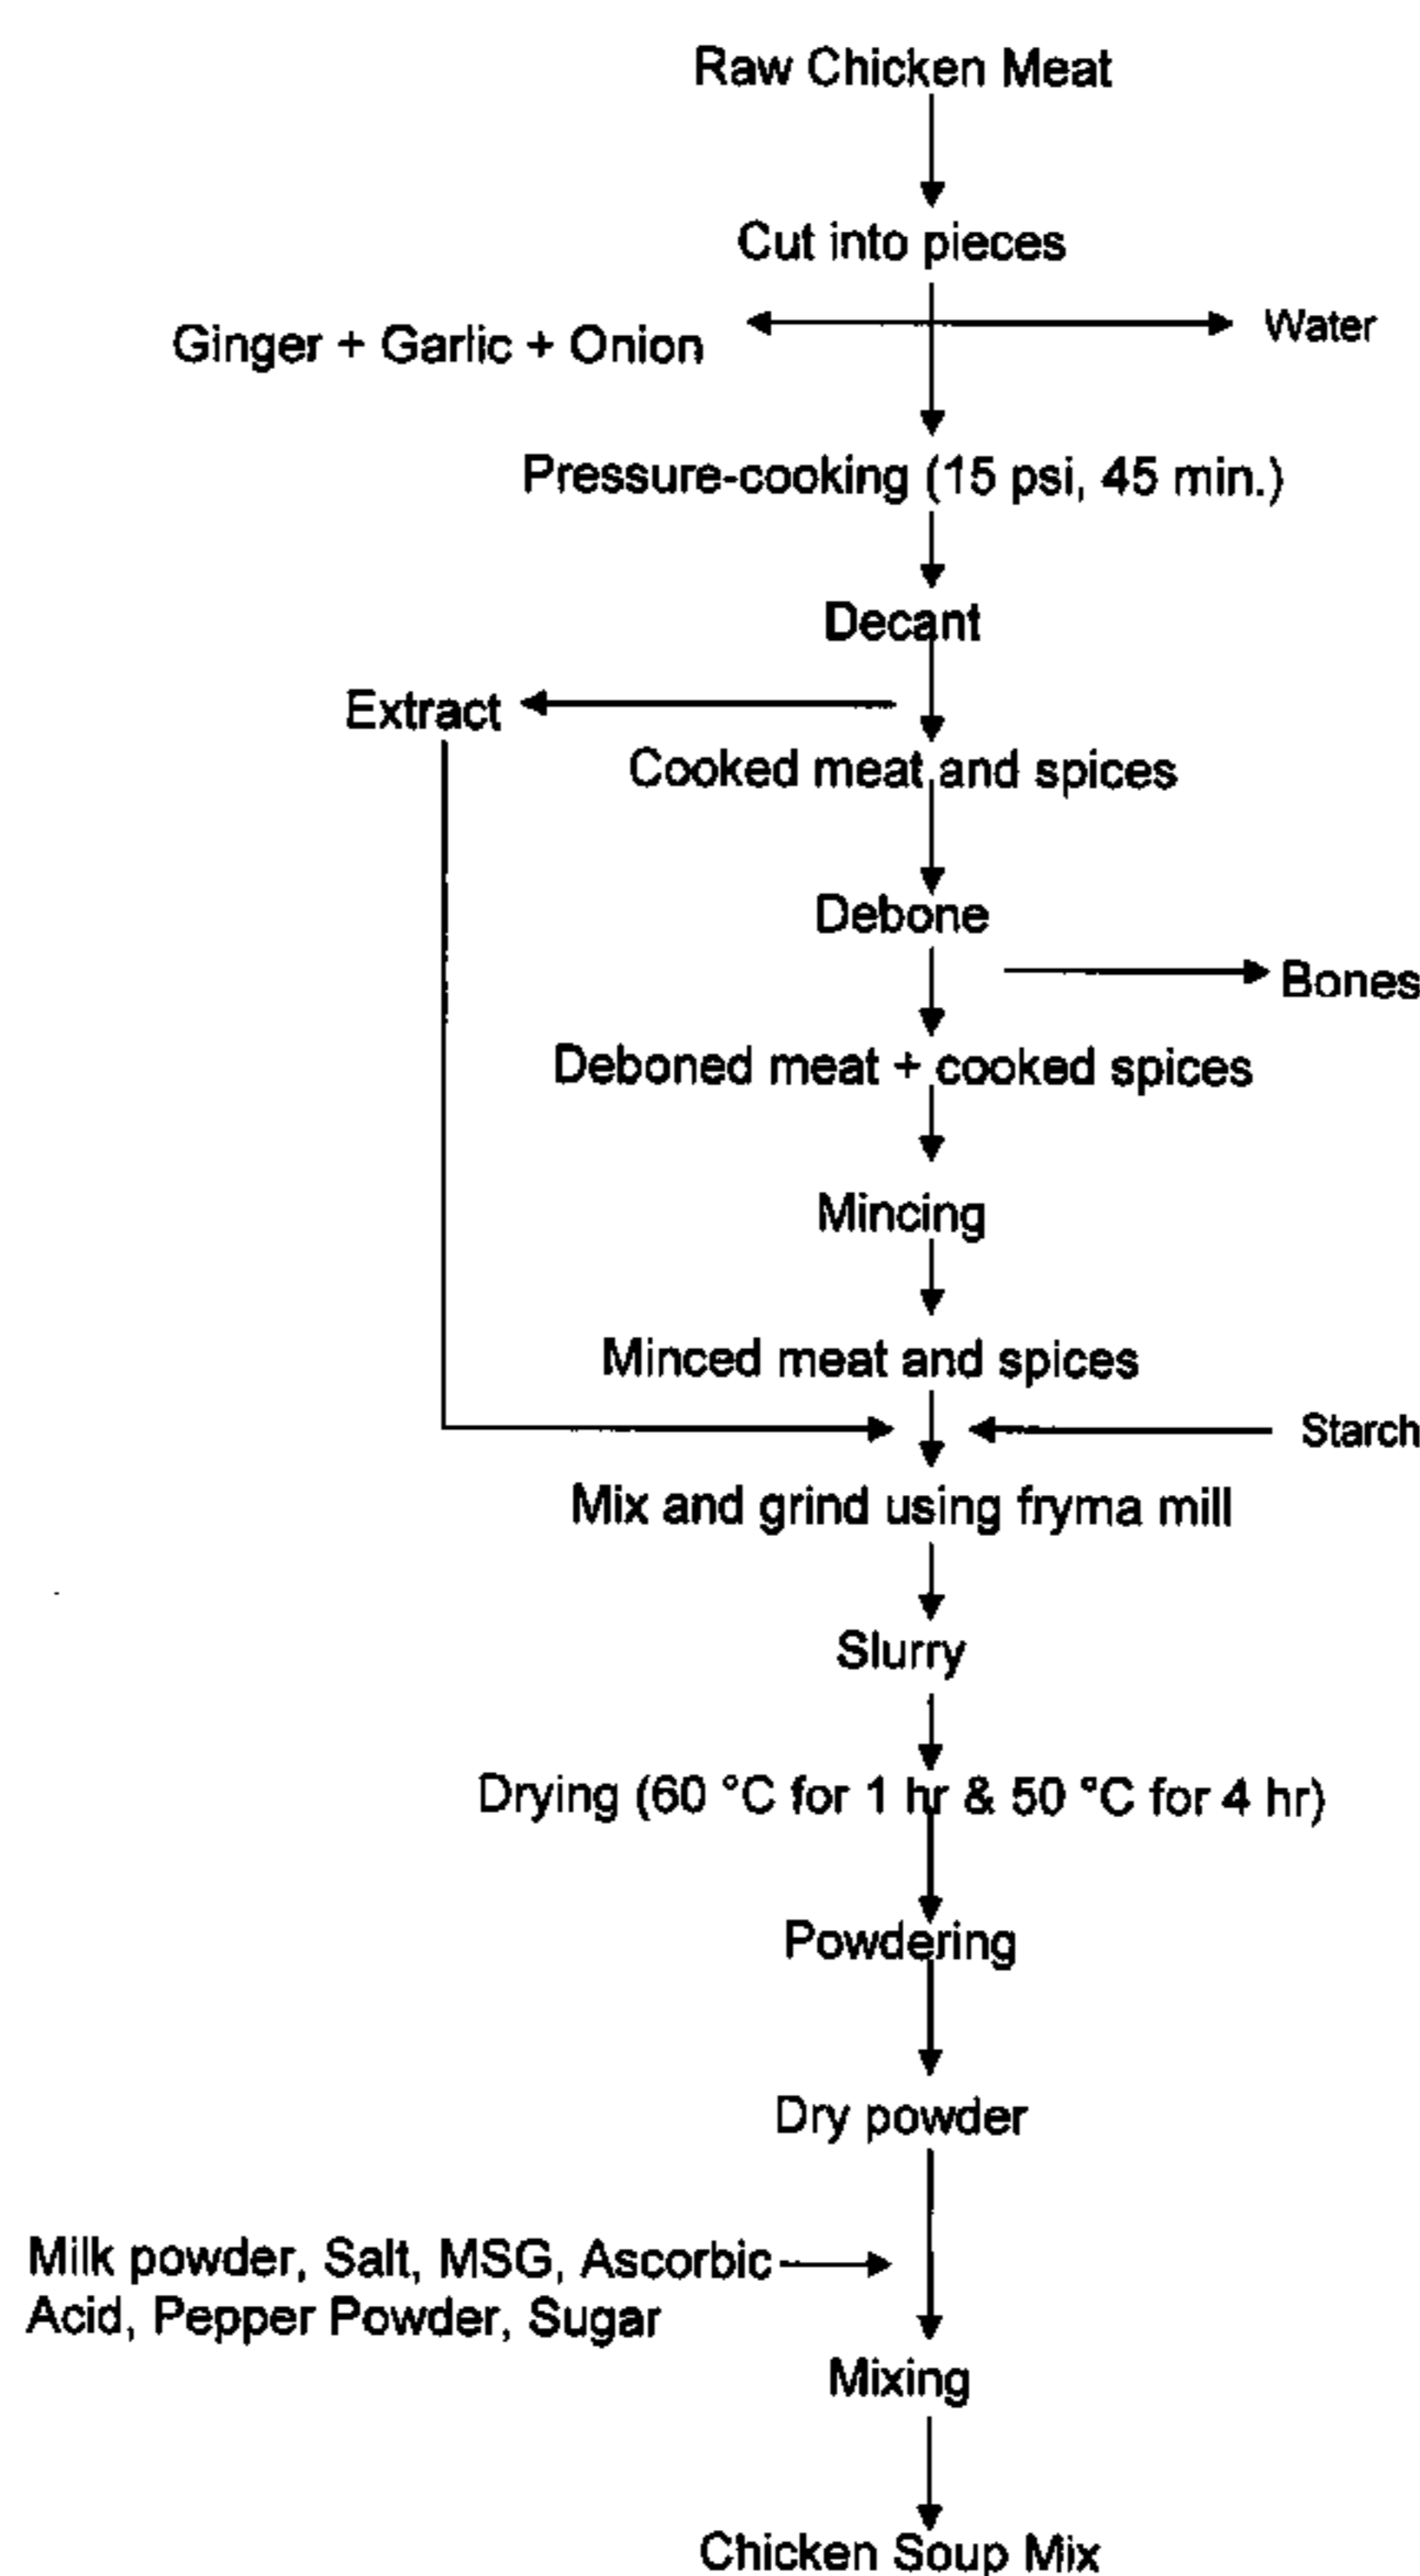 Raw Chicken Meat
Cut into pieces
Ginger + Garlic + Onion
Water
Pressure-cooking (15 psi, 45 min.)
Decant
Extract
Cooked meat and spices
Debone
Bones
Deboned meat + cooked spices
Mincing
Minced meat and spices
Starch
Mix and grind using fryma mill
Slurry
Drying (60 °C for 1 hr & 50 °C for 4 hr)
Powdering
Dry powder
Milk powder, Salt, MSG, Ascorbic
Acid, Pepper Powder, Sugar
Mixing
Chicken Soup Mix